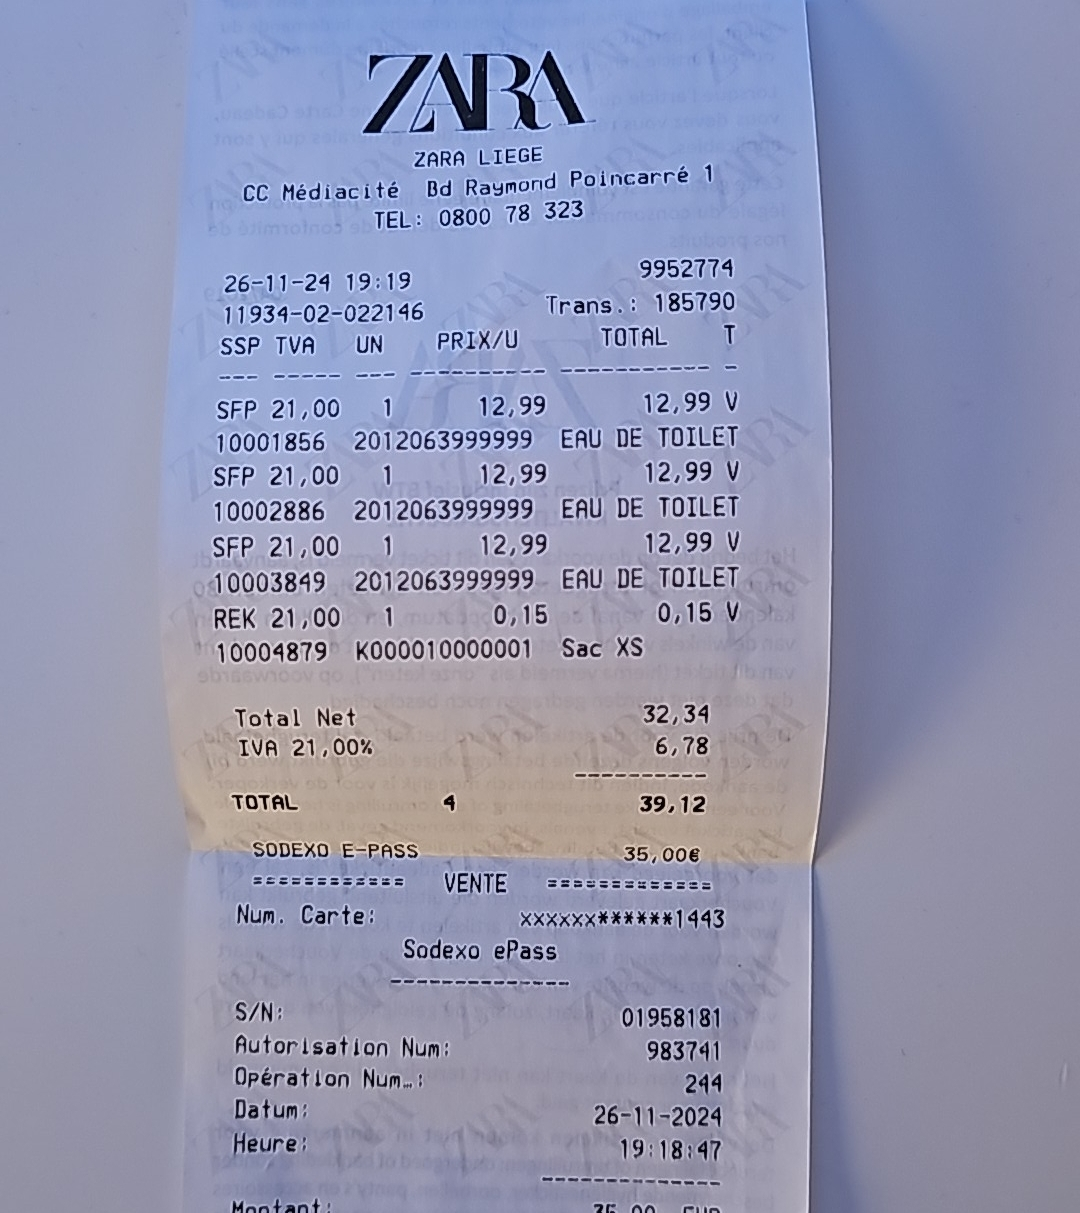 ZARA
ZARA LIEGE
CC Médiacité Bd Raymond Poincarré 1
TEL: 0800 78 323
26-11-24 19:19 9952774
11934-02-022146 Trans.: 185790
SSP TVA UN PRIX/U TOTAL T
--- ----- --- ---------- ----------- -
SFP 21,00 1 12,99 12,99 V
10001856 2012063999999 EAU DE TOILET
SFP 21,00 1 12,99 12,99 V
10002886 2012063999999 EAU DE TOILET
SFP 21,00 1 12,99 12,99 V
10003849 2012063999999 EAU DE TOILET
REK 21,00 1 0,15 0,15 V
10004879 K000010000001 Sac XS
Total Net 32,34
IVA 21,00% 6,78
----------
TOTAL 4 39,12
SODEXO E-PASS 35,00€
============ VENTE =============
Num. Carte: xxxxxx******1443
Sodexo ePass
--------------
S/N: 01958181
Autorisation Num: 983741
Opération Num…: 244
Datum: 26-11-2024
Heure: 19:18:47
--------------
Montant: 35,00 EUR